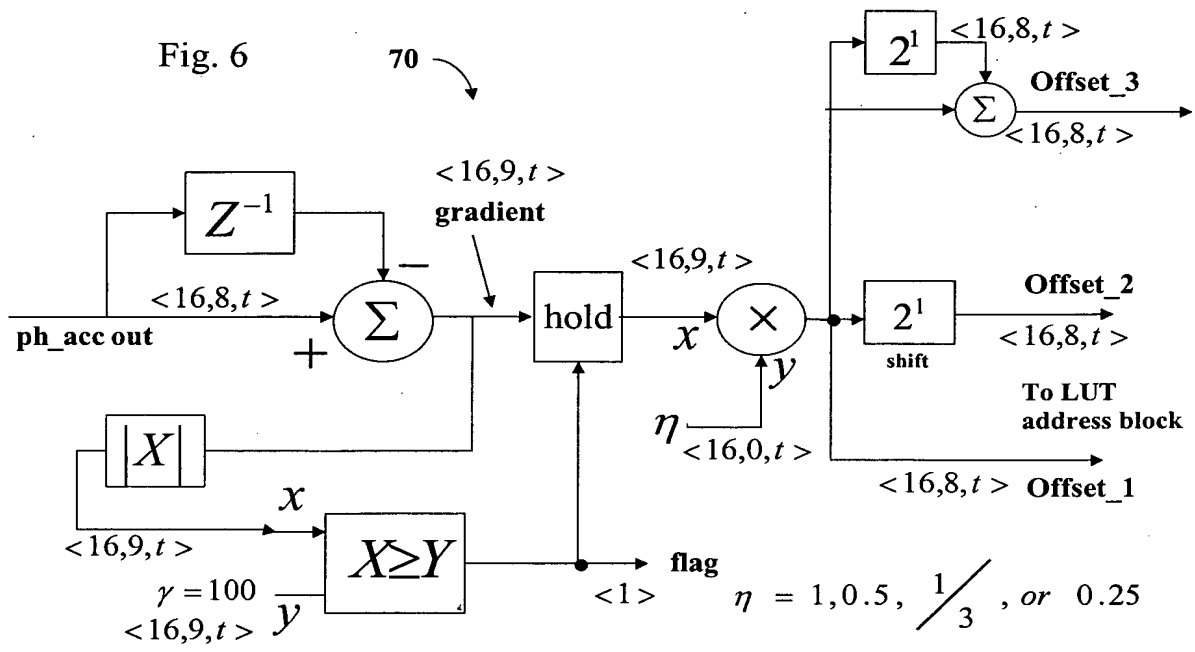 Fig. 6
70
2¹
<16,8,t>
Offset_3
Σ
<16,8,t>
<16,9,t>
gradient
Z⁻¹
−
<16,8,t>
ph_acc out
+
Σ
hold
<16,9,t>
x
×
y
η
<16,0,t>
2¹
shift
Offset_2
<16,8,t>
To LUT
address block
<16,8,t> Offset_1
|X|
x
<16,9,t>
X≥Y
γ = 100
y
<16,9,t>
flag
<1>
η = 1,0.5, 1/3, or 0.25